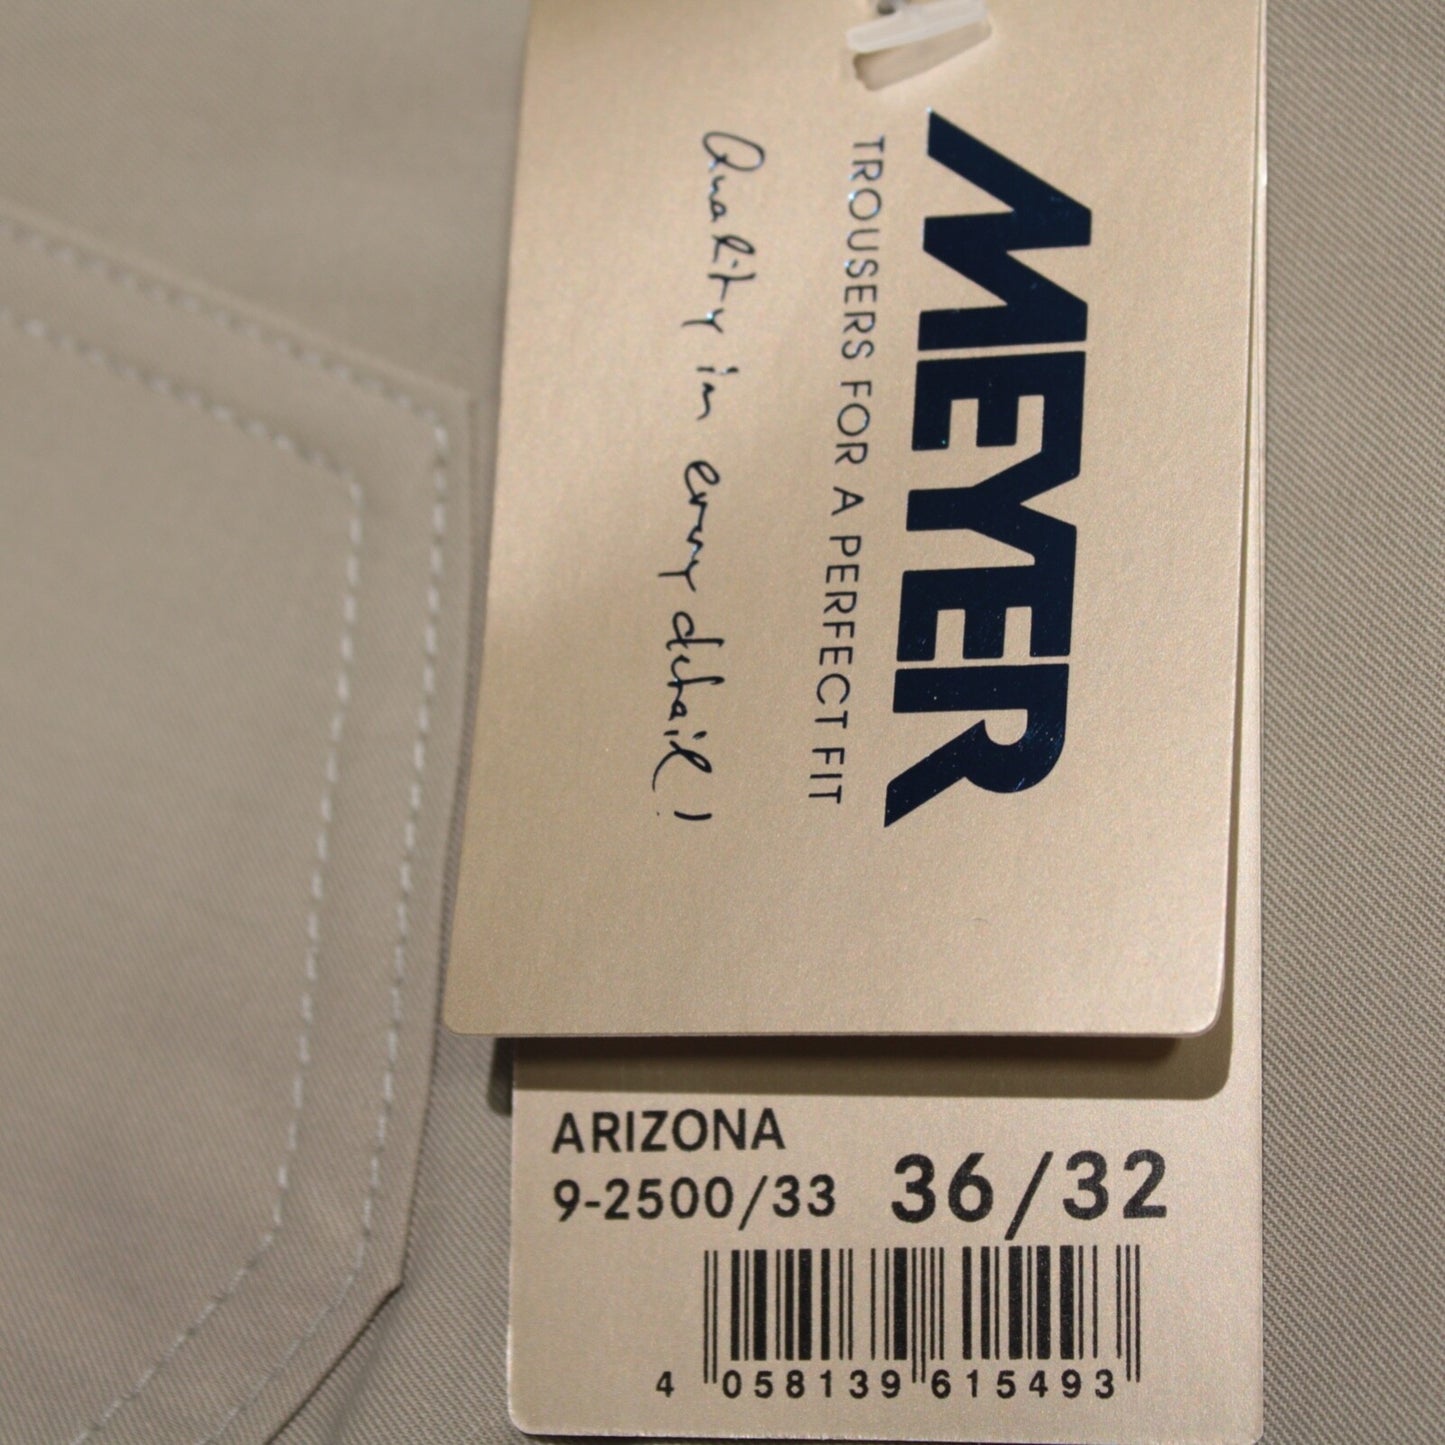 MEYER
TROUSERS FOR A PERFECT FIT
Quality in every detail!
ARIZONA
9-2500/33 36/32
4 058139 615493